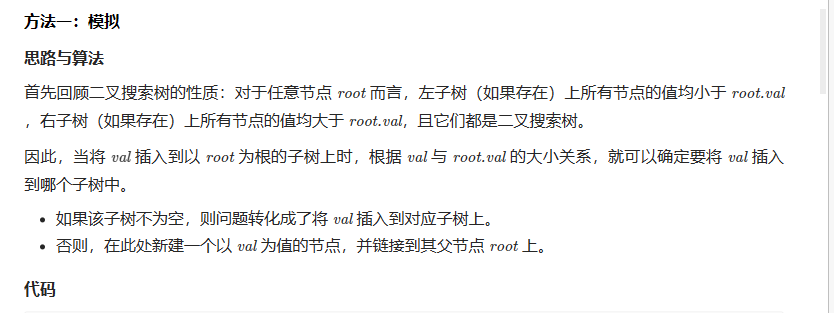 方法一：模拟
思路与算法
首先回顾二叉搜索树的性质：对于任意节点 root 而言，左子树（如果存在）上所有节点的值均小于 root.val
，右子树（如果存在）上所有节点的值均大于 root.val，且它们都是二叉搜索树。
因此，当将 val 插入到以 root 为根的子树上时，根据 val 与 root.val 的大小关系，就可以确定要将 val 插入
到哪个子树中。
• 如果该子树不为空，则问题转化成了将 val 插入到对应子树上。
• 否则，在此处新建一个以 val 为值的节点，并链接到其父节点 root 上。
代码